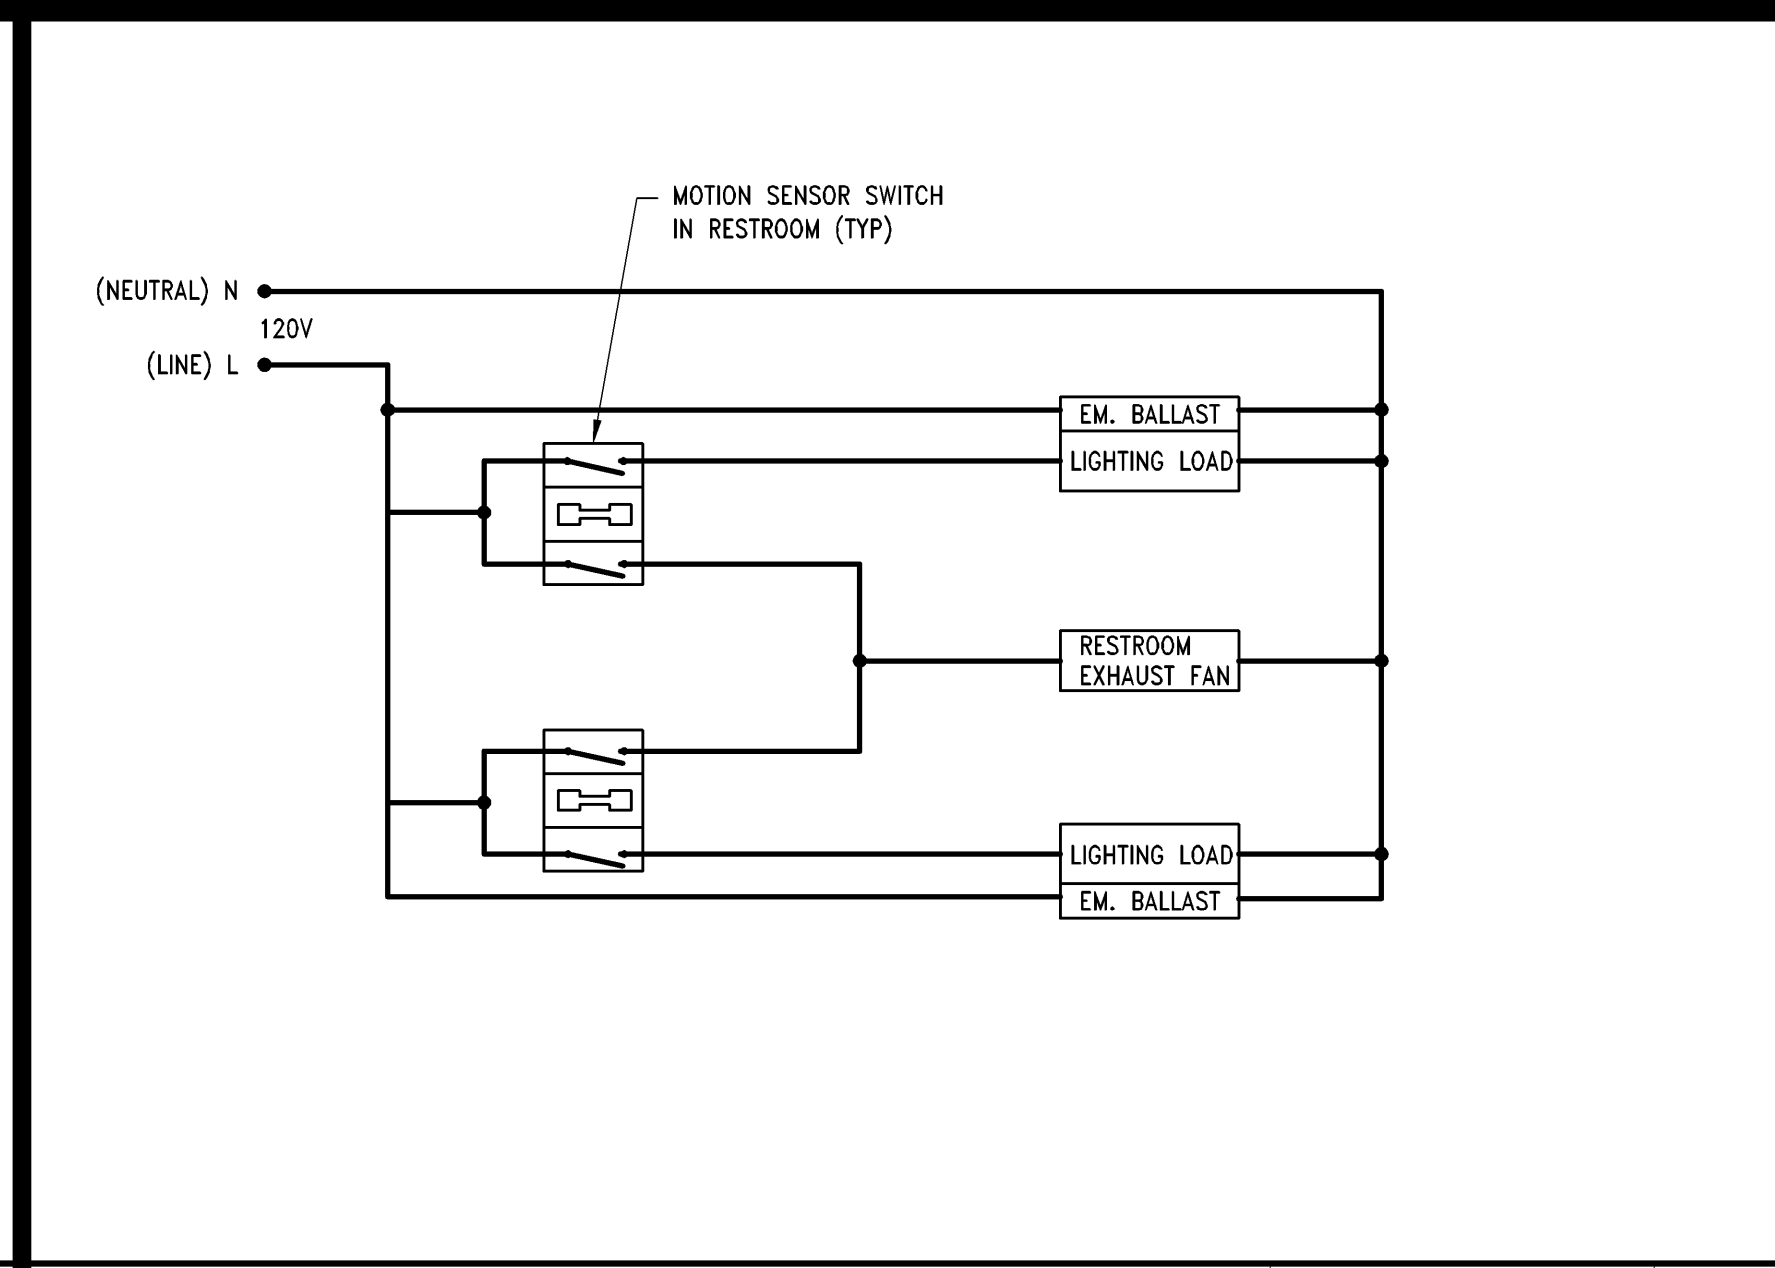 MOTION SENSOR SWITCH
IN RESTROOM (TYP)
(NEUTRAL) N
120V
(LINE) L
EM. BALLAST
LIGHTING LOAD
RESTROOM
EXHAUST FAN
LIGHTING LOAD
EM. BALLAST